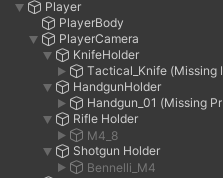 Player
PlayerBody
PlayerCamera
KnifeHolder
Tactical_Knife (Missing
HandgunHolder
Handgun_01 (Missing Pr
Rifle Holder
M4_8
Shotgun Holder
Bennelli_M4